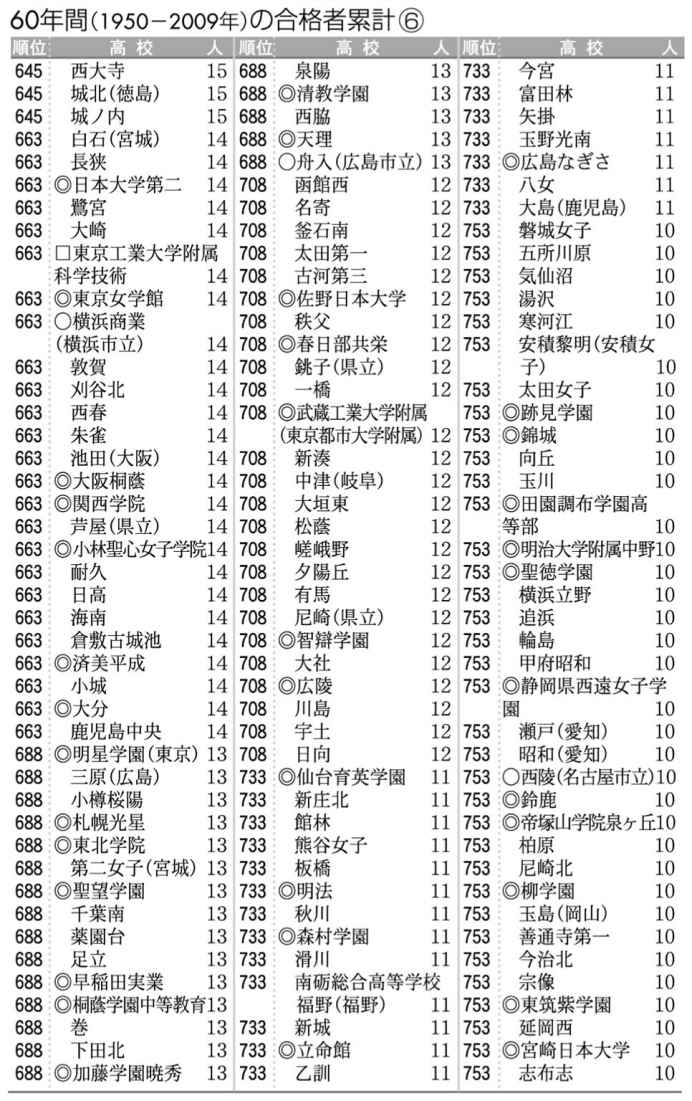 60年間(1950−2009年)の合格者累計⑥
順位 高校 人
645 西大寺 15
645 城北(徳島) 15
645 城ノ内 15
663 白石(宮城) 14
663 長狭 14
663 ◎日本大学第二 14
663 鷺宮 14
663 大崎 14
663 □東京工業大学附属
科学技術 14
663 ◎東京女学館 14
663 ○横浜商業
(横浜市立) 14
663 敦賀 14
663 刈谷北 14
663 西春 14
663 朱雀 14
663 池田(大阪) 14
663 ◎大阪桐蔭 14
663 ◎関西学院 14
663 芦屋(県立) 14
663 ◎小林聖心女子学院14
663 耐久 14
663 日高 14
663 海南 14
663 倉敷古城池 14
663 ◎済美平成 14
663 小城 14
663 ◎大分 14
663 鹿児島中央 14
688 ◎明星学園(東京) 13
688 三原(広島) 13
688 小樽桜陽 13
688 ◎札幌光星 13
688 ◎東北学院 13
688 第二女子(宮城) 13
688 ◎聖望学園 13
688 千葉南 13
688 薬園台 13
688 足立 13
688 ◎早稲田実業 13
688 ◎桐蔭学園中等教育13
688 巻 13
688 下田北 13
688 ◎加藤学園暁秀 13
順位 高校 人
688 泉陽 13
688 ◎清教学園 13
688 西脇 13
688 ◎天理 13
688 ○舟入(広島市立) 13
708 函館西 12
708 名寄 12
708 釜石南 12
708 太田第一 12
708 古河第三 12
708 ◎佐野日本大学 12
708 秩父 12
708 ◎春日部共栄 12
708 銚子(県立) 12
708 一橋 12
708 ◎武蔵工業大学附属
(東京都市大学附属) 12
708 新湊 12
708 中津(岐阜) 12
708 大垣東 12
708 松蔭 12
708 嵯峨野 12
708 夕陽丘 12
708 有馬 12
708 尼崎(県立) 12
708 ◎智辯学園 12
708 大社 12
708 ◎広陵 12
708 川島 12
708 宇土 12
708 日向 12
733 ◎仙台育英学園 11
733 新庄北 11
733 館林 11
733 熊谷女子 11
733 板橋 11
733 ◎明法 11
733 秋川 11
733 ◎森村学園 11
733 滑川 11
733 南砺総合高等学校
福野(福野) 11
733 新城 11
733 ◎立命館 11
733 乙訓 11
順位 高校 人
733 今宮 11
733 富田林 11
733 矢掛 11
733 玉野光南 11
733 ◎広島なぎさ 11
733 八女 11
733 大島(鹿児島) 11
753 磐城女子 10
753 五所川原 10
753 気仙沼 10
753 湯沢 10
753 寒河江 10
753 安積黎明(安積女
子) 10
753 太田女子 10
753 ◎跡見学園 10
753 ◎錦城 10
753 向丘 10
753 玉川 10
753 ◎田園調布学園高
等部 10
753 ◎明治大学附属中野10
753 ◎聖徳学園 10
753 横浜立野 10
753 追浜 10
753 輪島 10
753 甲府昭和 10
753 ◎静岡県西遠女子学
園 10
753 瀬戸(愛知) 10
753 昭和(愛知) 10
753 ○西陵(名古屋市立)10
753 ◎鈴鹿 10
753 ◎帝塚山学院泉ヶ丘10
753 柏原 10
753 尼崎北 10
753 ◎柳学園 10
753 玉島(岡山) 10
753 善通寺第一 10
753 今治北 10
753 宗像 10
753 ◎東筑紫学園 10
753 延岡西 10
753 ◎宮崎日本大学 10
753 志布志 10